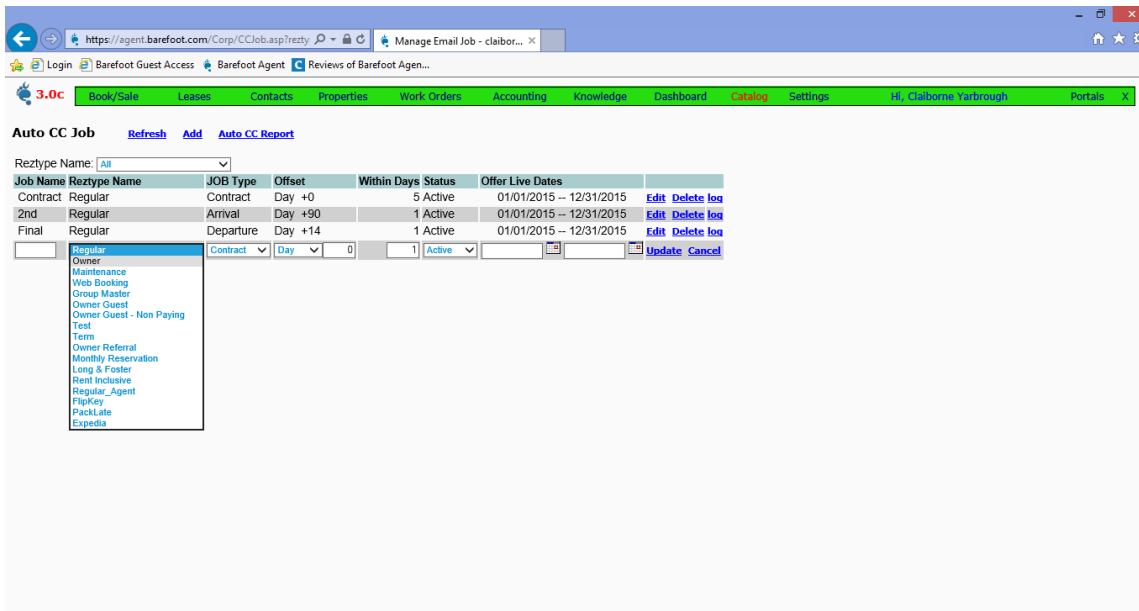 https://agent.barefoot.com/Corp/CCJob.asp?rezty
Manage Email Job - claibor...
Login Barefoot Guest Access Barefoot Agent Reviews of Barefoot Agen...
3.0c Book/Sale Leases Contacts Properties Work Orders Accounting Knowledge Dashboard Catalog Settings Hi, Claiborne Yarbrough Portals X
Auto CC Job Refresh Add Auto CC Report
Reztype Name: All
Job Name Reztype Name JOB Type Offset Within Days Status Offer Live Dates
Contract Regular Contract Day +0 5 Active 01/01/2015 -- 12/31/2015 Edit Delete log
2nd Regular Arrival Day +90 1 Active 01/01/2015 -- 12/31/2015 Edit Delete log
Final Regular Departure Day +14 1 Active 01/01/2015 -- 12/31/2015 Edit Delete log
Regular Contract Day 0 1 Active Update Cancel
Owner
Maintenance
Web Booking
Group Master
Owner Guest
Owner Guest - Non Paying
Test
Term
Owner Referral
Monthly Reservation
Long & Foster
Rent Inclusive
Regular_Agent
FlipKey
PackLate
Expedia